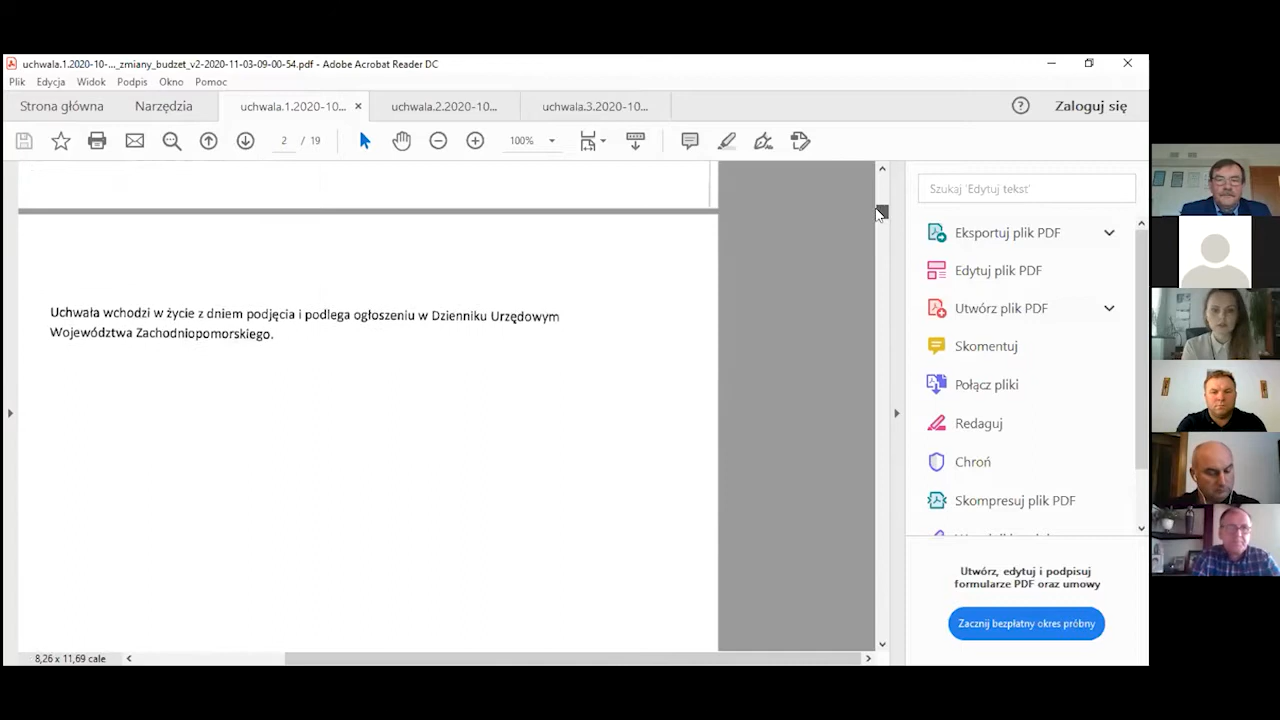 uchwala.1.2020-10-..._zmiany_budzet_v2-2020-11-03-09-00-54.pdf - Adobe Acrobat Reader DC
Plik Edycja Widok Podpis Okno Pomoc
Strona główna Narzędzia uchwala.1.2020-10... × uchwala.2.2020-10... uchwala.3.2020-10... Zaloguj się
2 / 19 100%
Szukaj 'Edytuj tekst'
Eksportuj plik PDF
Edytuj plik PDF
Utwórz plik PDF
Skomentuj
Połącz pliki
Redaguj
Chroń
Skompresuj plik PDF
Utwórz, edytuj i podpisuj
formularze PDF oraz umowy
Zacznij bezpłatny okres próbny
Uchwała wchodzi w życie z dniem podjęcia i podlega ogłoszeniu w Dzienniku Urzędowym
Województwa Zachodniopomorskiego.
8,26 x 11,69 cale